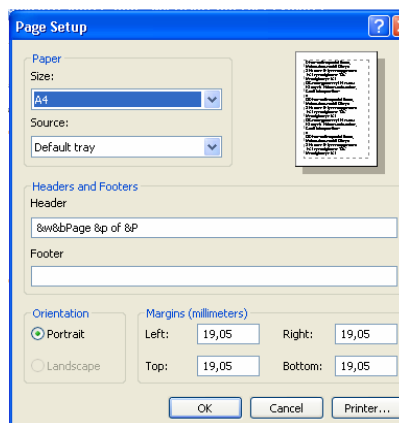 Page Setup
Paper
Size:
A4
Source:
Default tray
Headers and Footers
Header
&w&bPage &p of &P
Footer
Orientation
Portrait
Landscape
Margins (millimeters)
Left: 19,05 Right: 19,05
Top: 19,05 Bottom: 19,05
OK Cancel Printer...